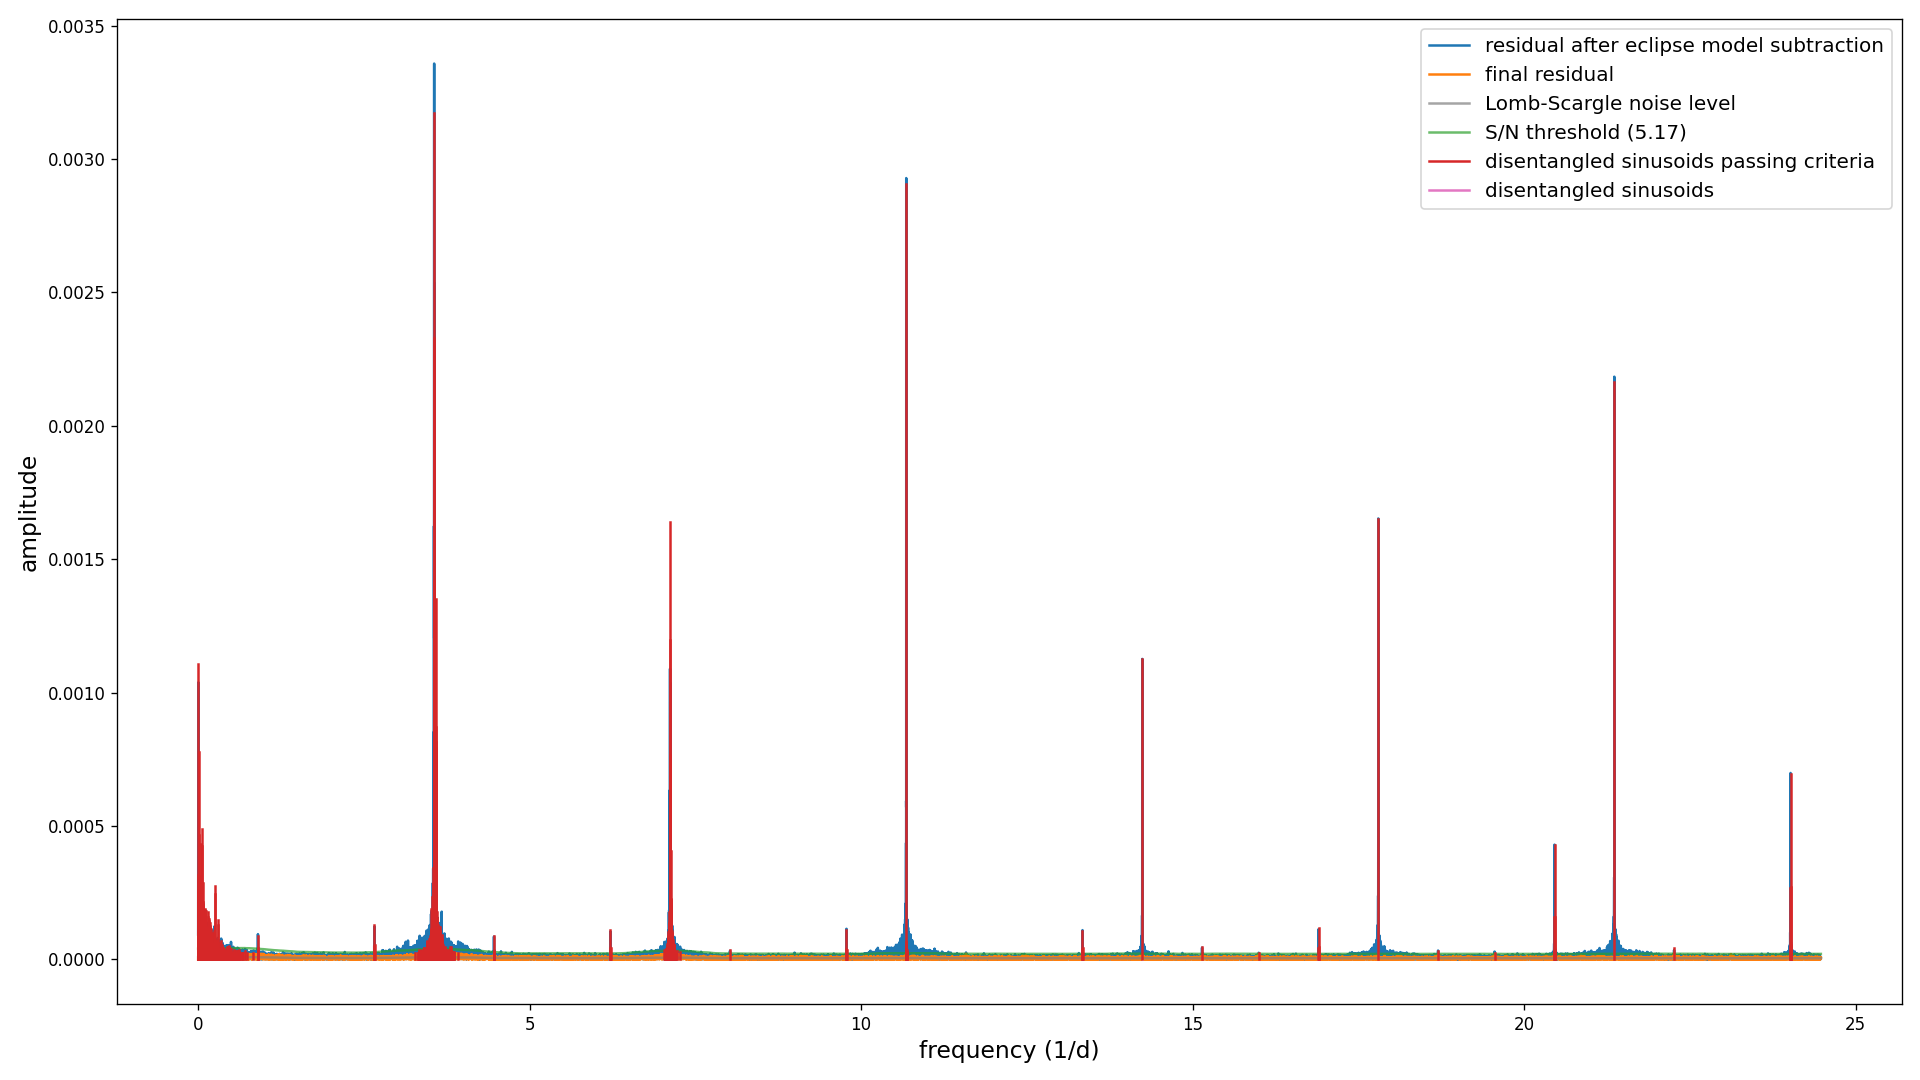 residual after eclipse model subtraction
final residual
Lomb-Scargle noise level
S/N threshold (5.17)
disentangled sinusoids passing criteria
disentangled sinusoids
0.0035
0.0030
0.0025
0.0020
0.0015
0.0010
0.0005
0.0000
amplitude
0 5 10 15 20 25
frequency (1/d)